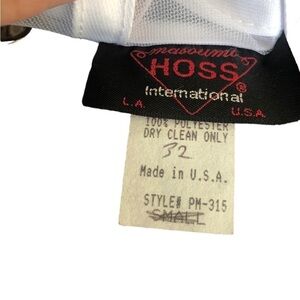 masoumi
HOSS®
International
L.A. U.S.A.
100% POLYESTER
DRY CLEAN ONLY
32
Made in U.S.A.
STYLE# PM-315
SMALL